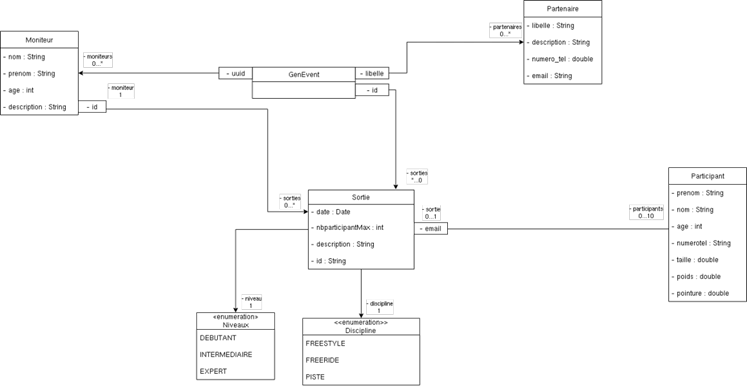 Partenaire
- libelle : String
- description : String
- numero_tel : double
- email : String
- partenaires
0...*
Moniteur
- nom : String
- prenom : String
- age : int
- description : String
- id
- moniteurs
0...*
- moniteur
1
- uuid
GenEvent
- libelle
- id
- sorties
*...0
- sorties
0...*
Sortie
- date : Date
- nbparticipantMax : int
- description : String
- id : String
- sortie
0...1
- email
- participants
0...10
Participant
- prenom : String
- nom : String
- age : int
- numerotel : String
- taille : double
- poids : double
- pointure : double
- niveau
1
- discipline
1
<enumeration>
Niveaux
DEBUTANT
INTERMEDIAIRE
EXPERT
<<enumeration>>
Discipline
FREESTYLE
FREERIDE
PISTE